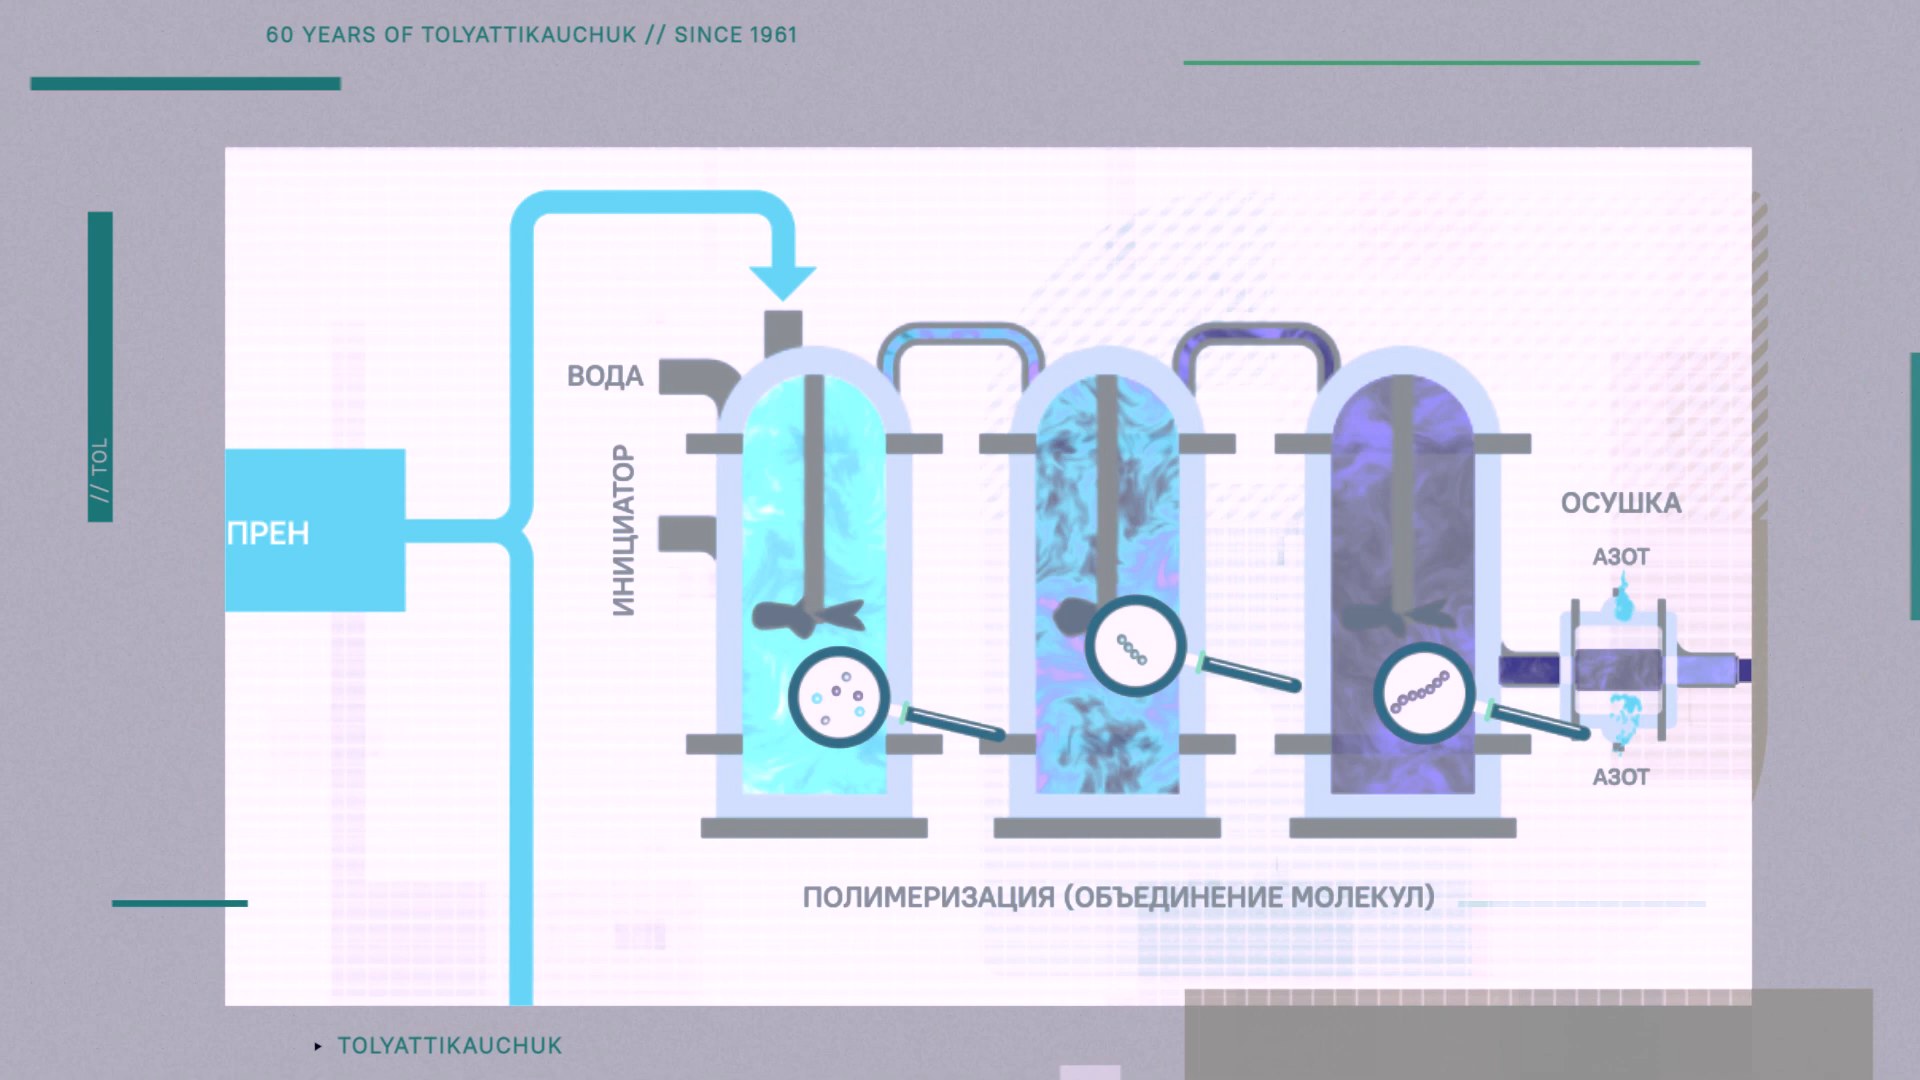 60 YEARS OF TOLYATTIKAUCHUK // SINCE 1961
// TOL
ВОДА
ИНИЦИАТОР
ПРЕН
ОСУШКА
АЗОТ
АЗОТ
ПОЛИМЕРИЗАЦИЯ (ОБЪЕДИНЕНИЕ МОЛЕКУЛ)
TOLYATTIKAUCHUK